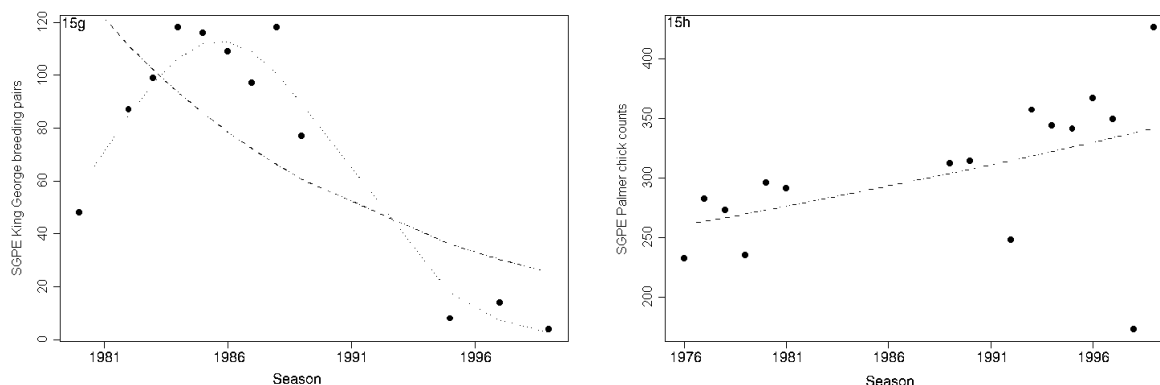 15g
SGPE King George breeding pairs
120
100
80
60
40
20
0
1981 1986 1991 1996
Season
15h
SGPE Palmer chick counts
400
350
300
250
200
1976 1981 1986 1991 1996
Season